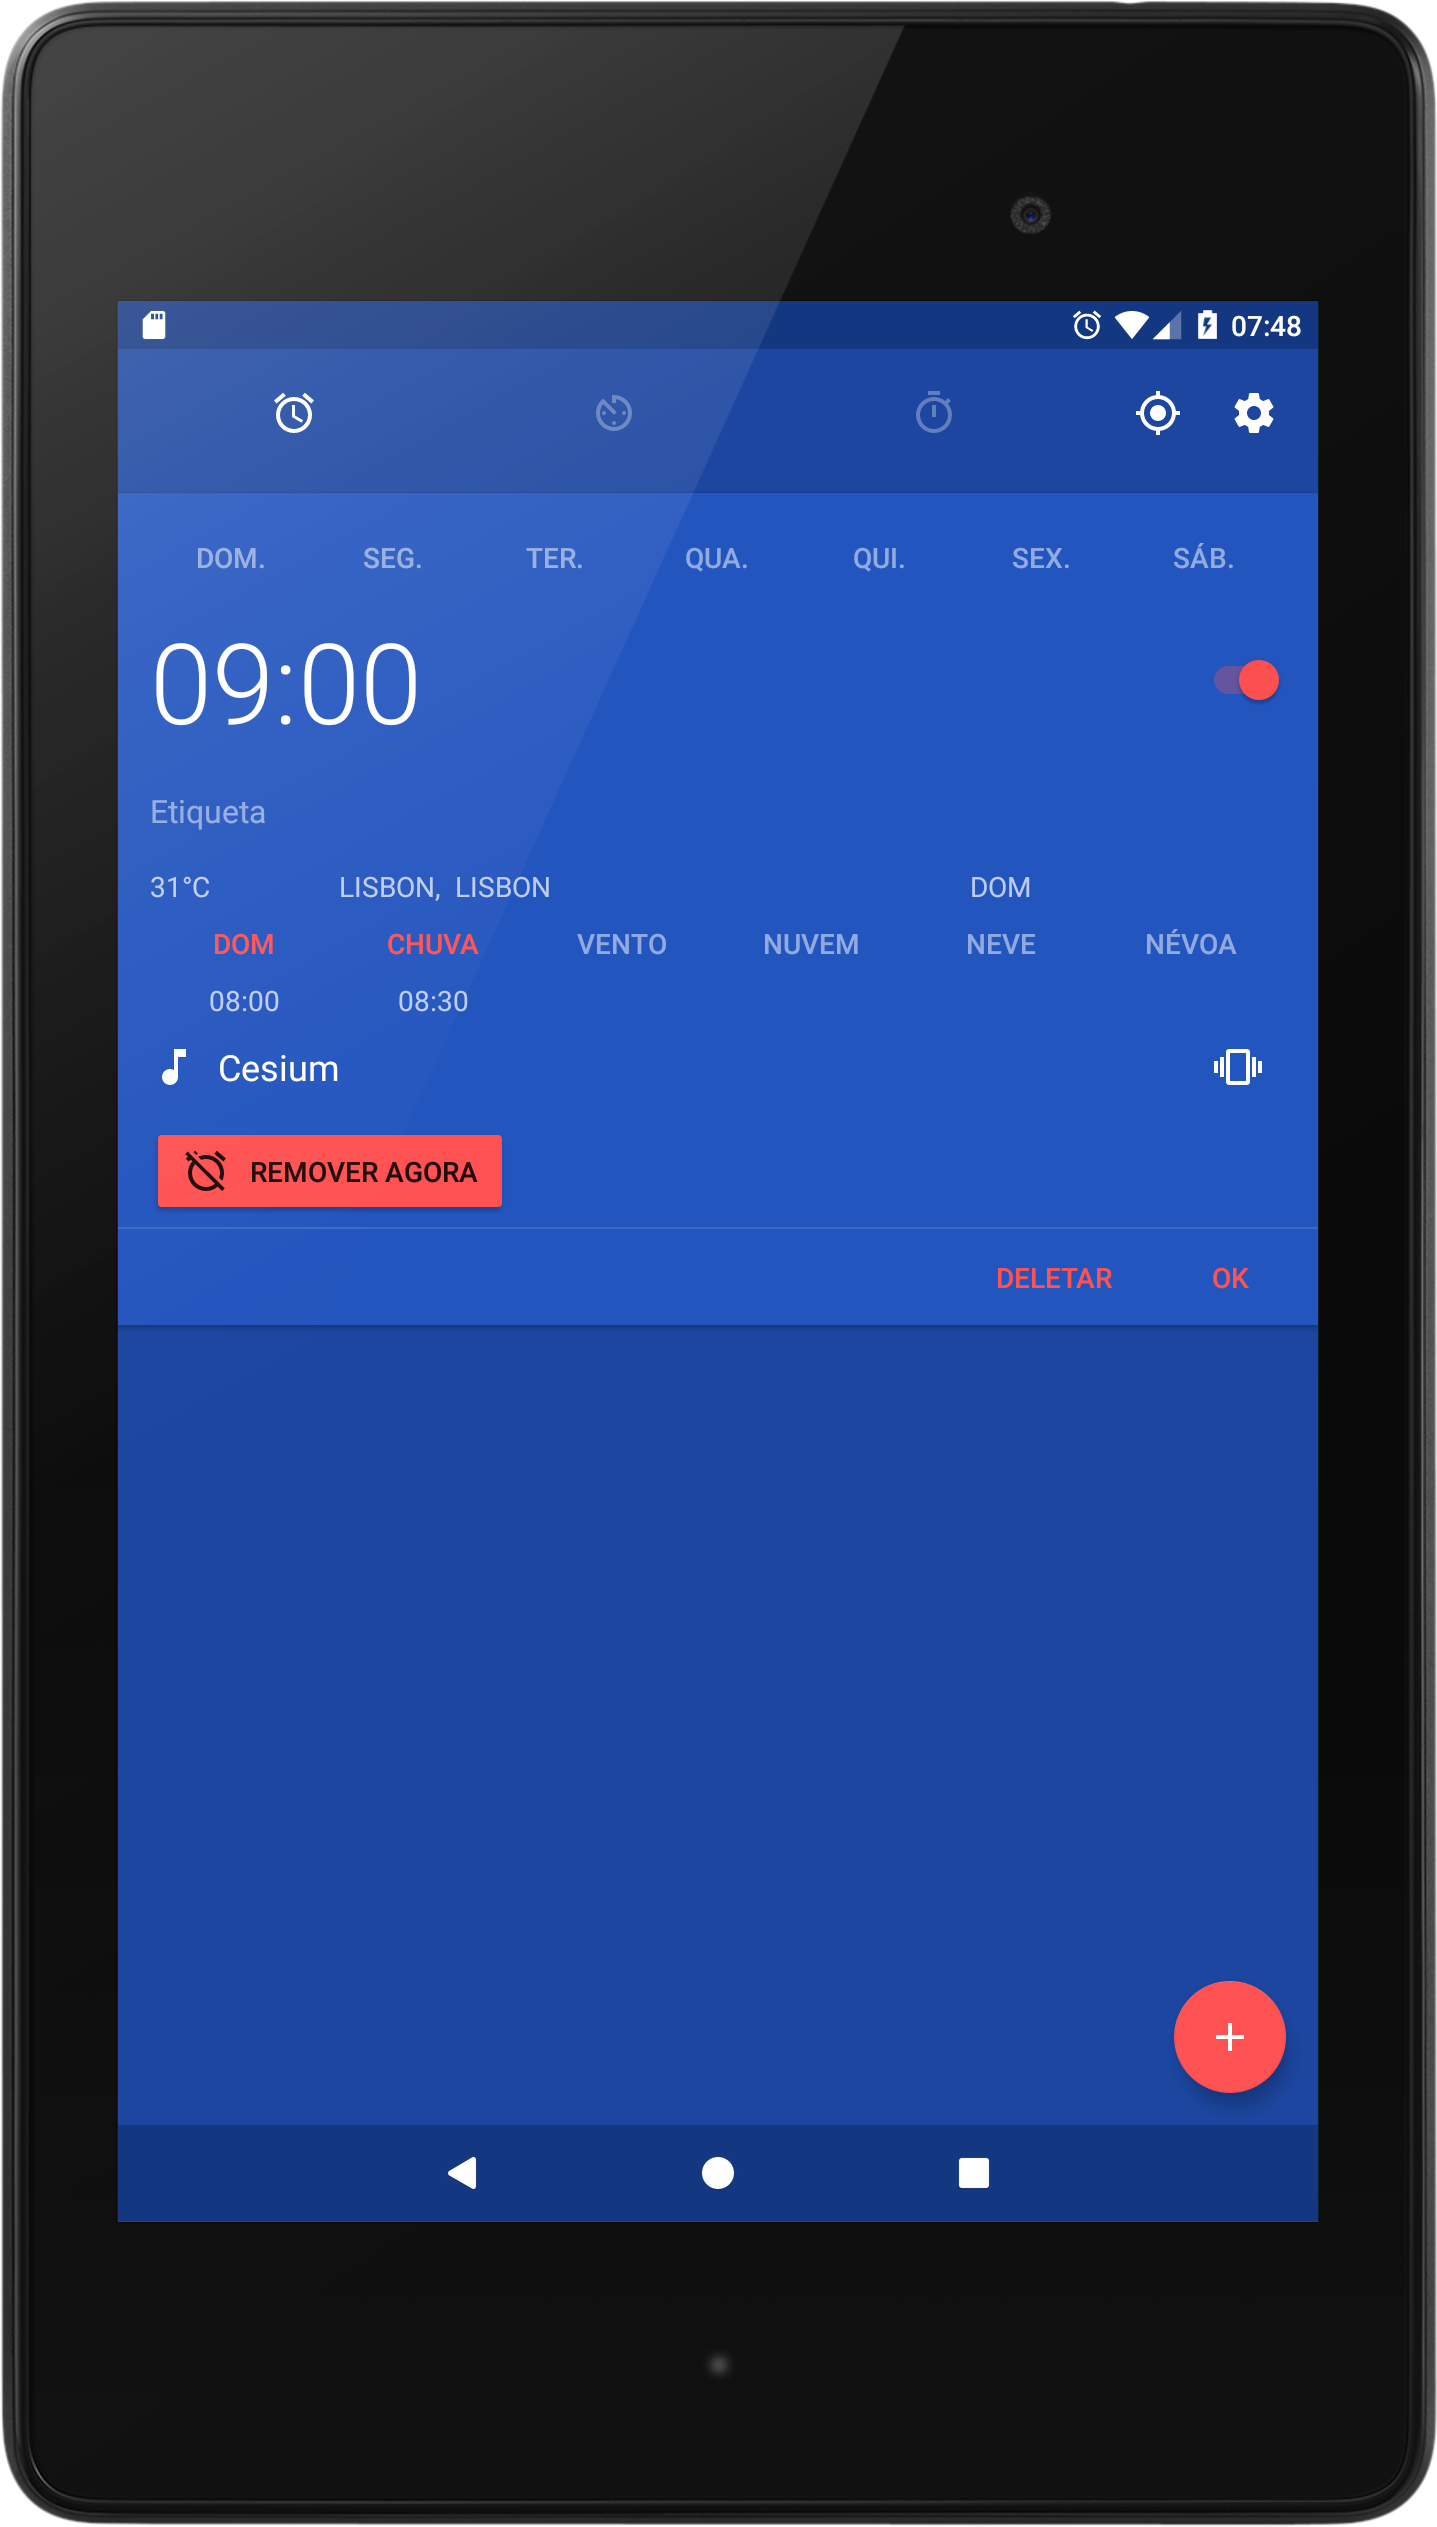 07:48
DOM. SEG. TER. QUA. QUI. SEX. SÁB.
09:00
Etiqueta
31°C LISBON, LISBON DOM
DOM CHUVA VENTO NUVEM NEVE NÉVOA
08:00 08:30
Cesium
REMOVER AGORA
DELETAR OK